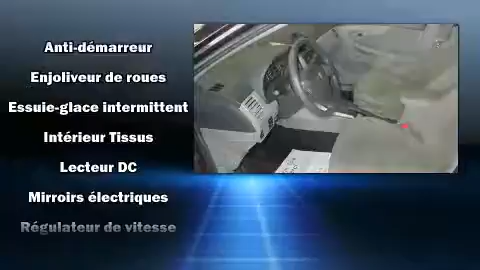 Anti-démarreur
Enjoliveur de roues
Essuie-glace intermittent
Intérieur Tissus
Lecteur DC
Mirroirs électriques
Régulateur de vitesse